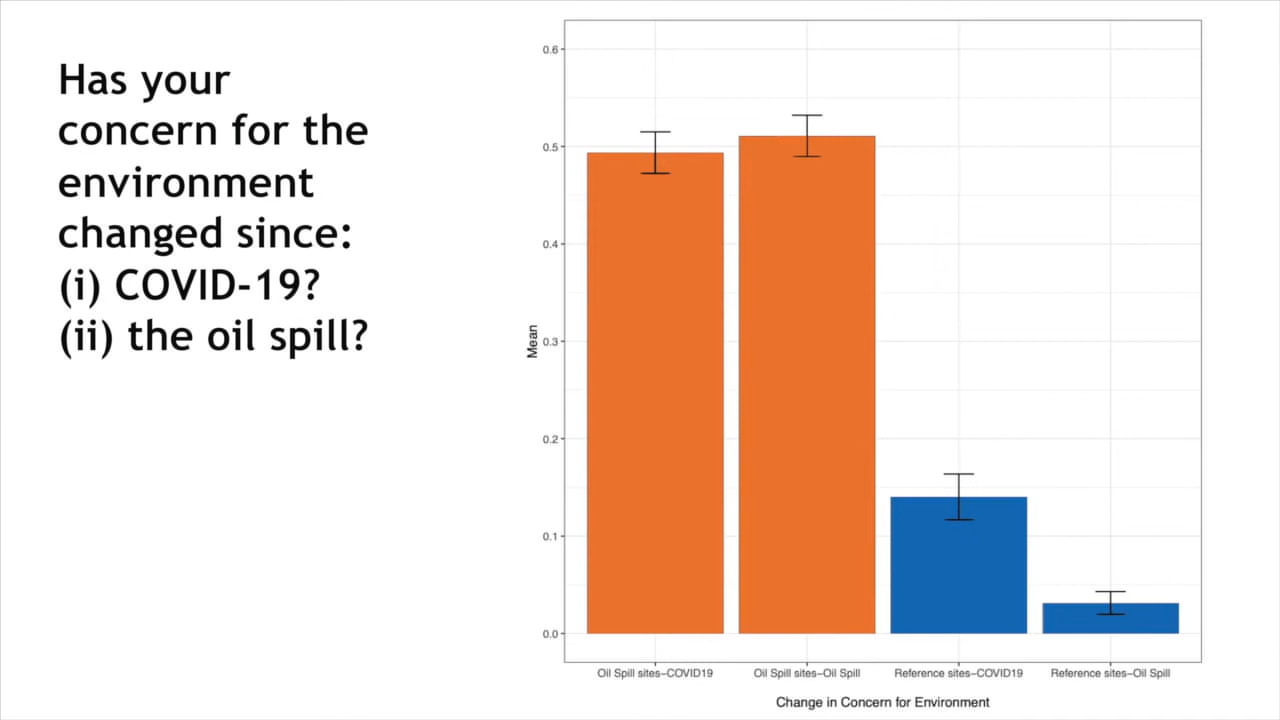 Has your
concern for the
environment
changed since:
(i) COVID-19?
(ii) the oil spill?
0.6
0.5
0.4
0.3
0.2
0.1
0.0
Mean
Oil Spill sites–COVID19
Oil Spill sites–Oil Spill
Reference sites–COVID19
Reference sites–Oil Spill
Change in Concern for Environment